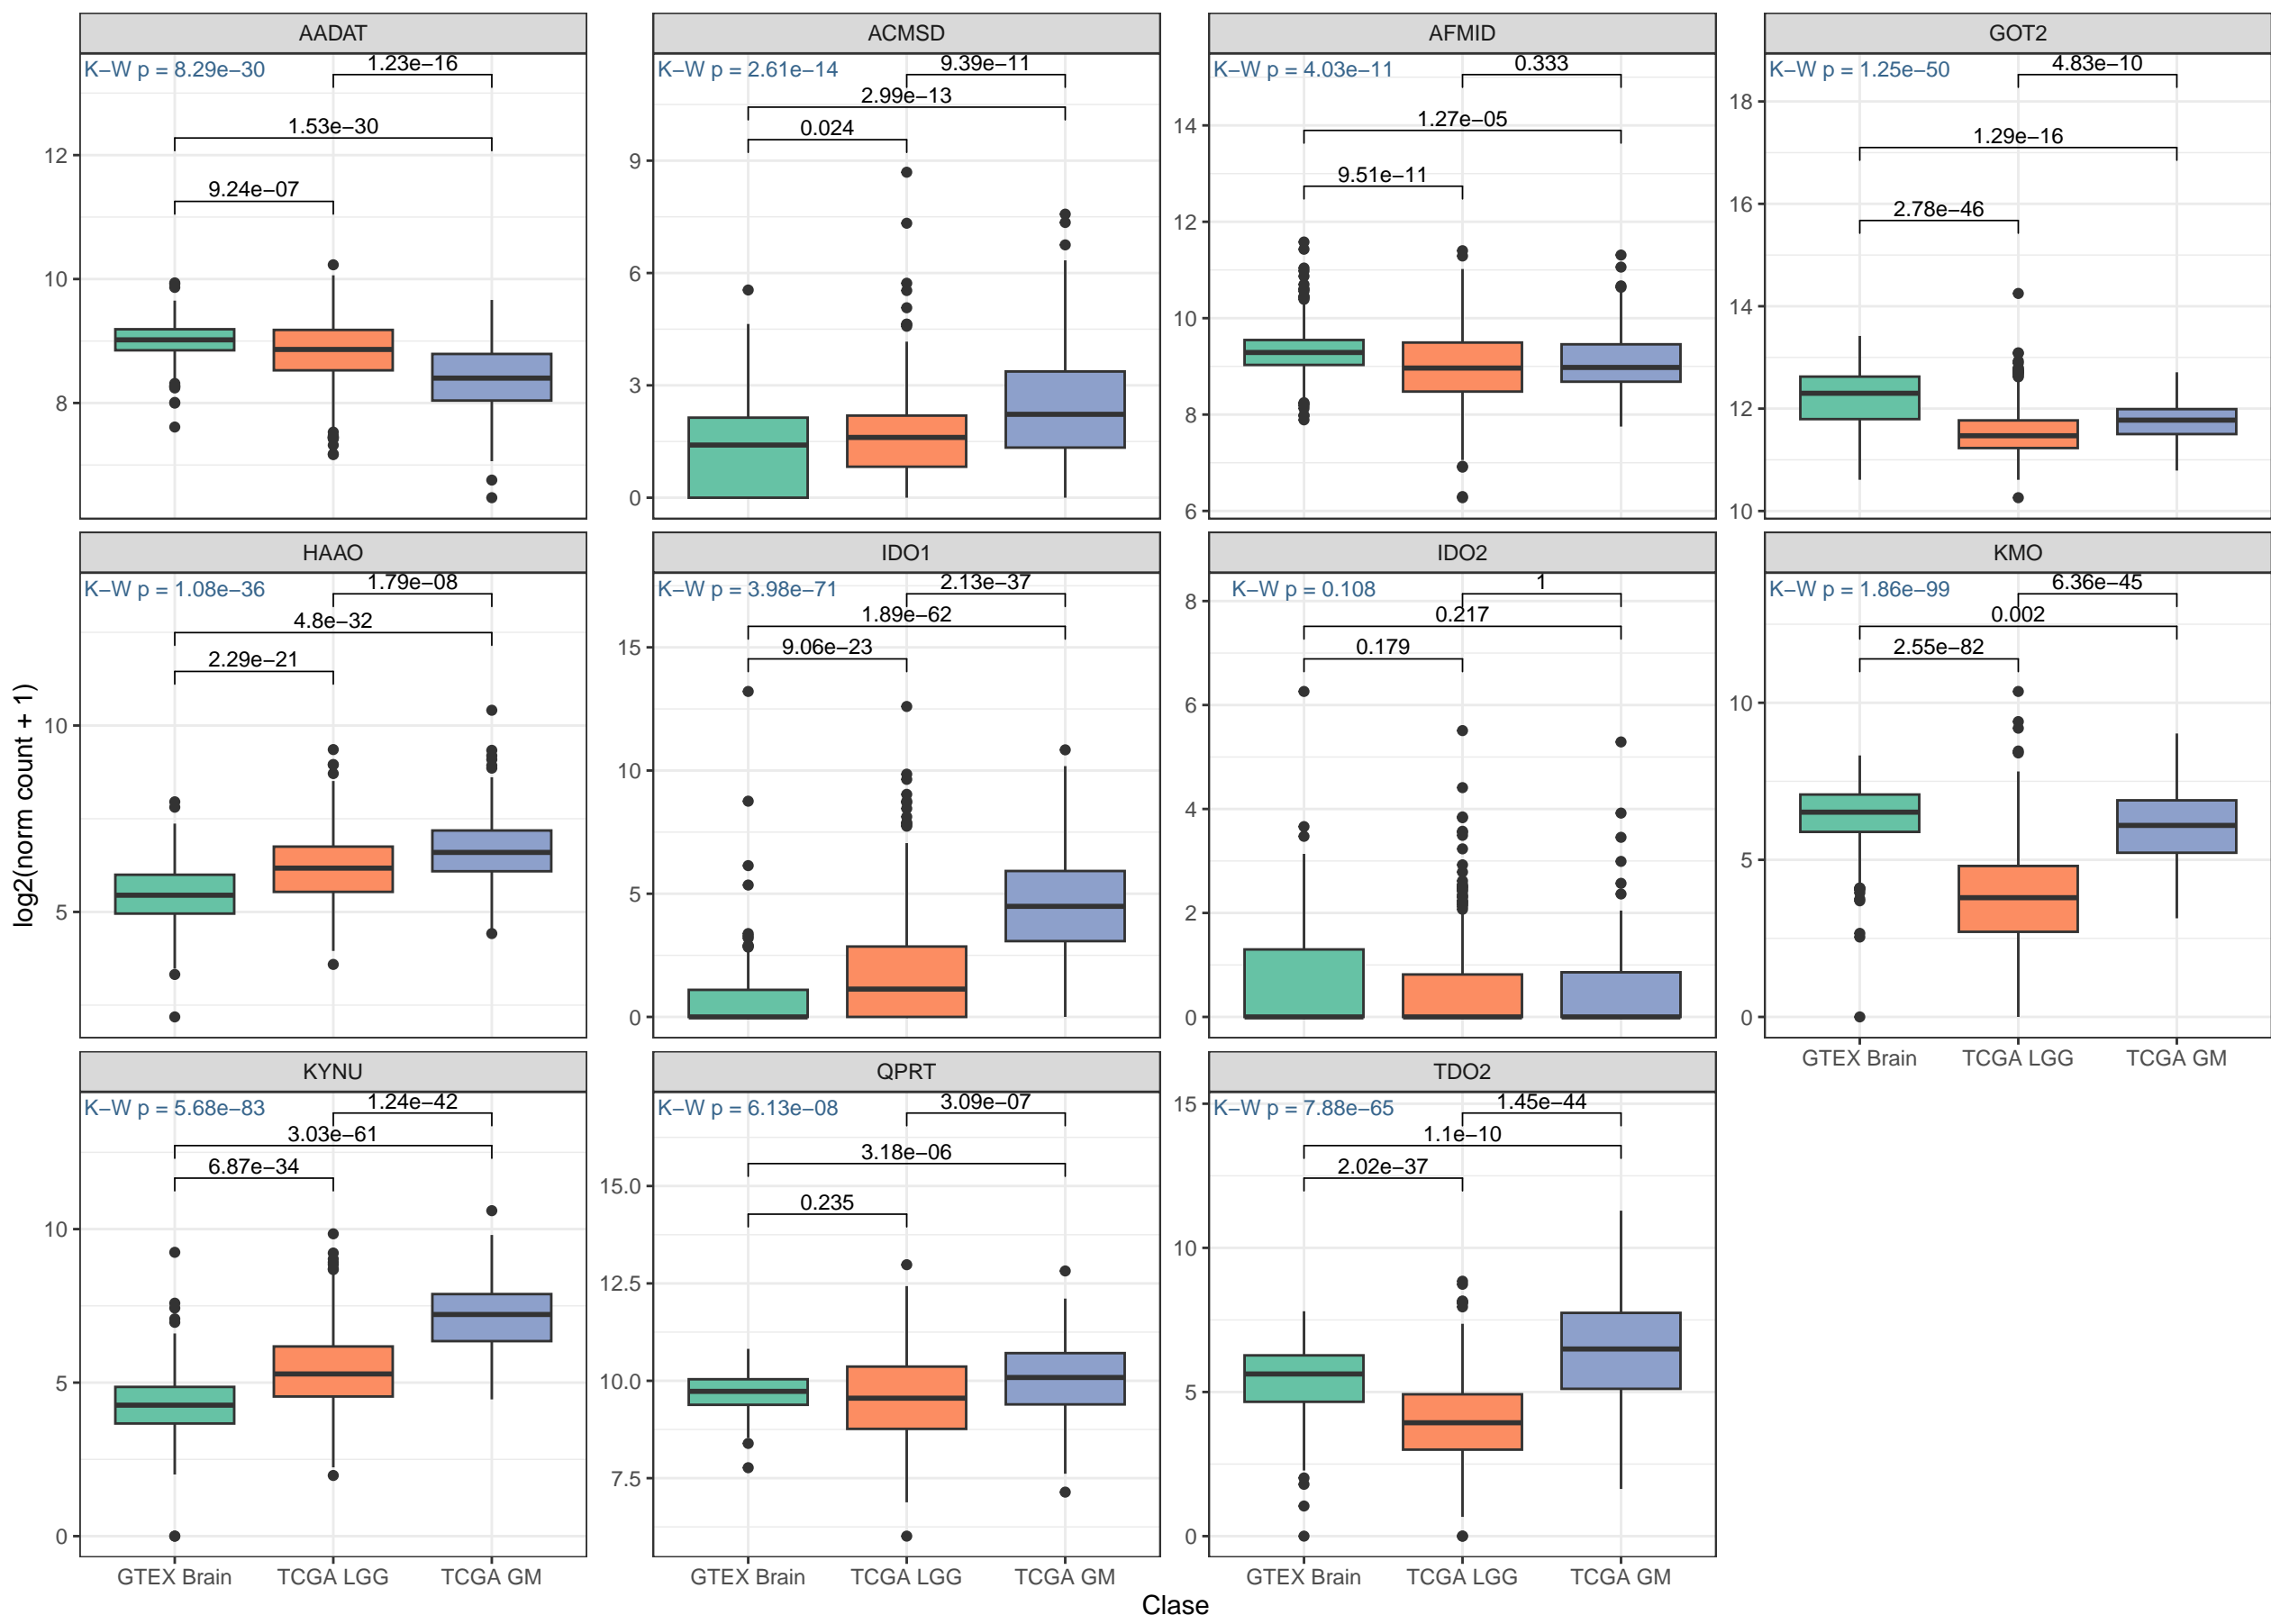 AADAT
ACMSD
AFMID
GOT2
K−W p = 8.29e−30
1.23e−16
1.53e−30
9.24e−07
12
10
8
K−W p = 2.61e−14
9.39e−11
2.99e−13
0.024
9
6
3
0
K−W p = 4.03e−11
0.333
1.27e−05
9.51e−11
14
12
10
8
6
K−W p = 1.25e−50
4.83e−10
1.29e−16
2.78e−46
18
16
14
12
10
HAAO
IDO1
IDO2
KMO
K−W p = 1.08e−36
1.79e−08
4.8e−32
2.29e−21
10
5
K−W p = 3.98e−71
2.13e−37
1.89e−62
9.06e−23
15
10
5
0
K−W p = 0.108
1
0.217
0.179
8
6
4
2
0
K−W p = 1.86e−99
6.36e−45
0.002
2.55e−82
10
5
0
GTEX Brain
TCGA LGG
TCGA GM
log2(norm count + 1)
KYNU
QPRT
TDO2
K−W p = 5.68e−83
1.24e−42
3.03e−61
6.87e−34
10
5
0
GTEX Brain
TCGA LGG
TCGA GM
K−W p = 6.13e−08
3.09e−07
3.18e−06
0.235
15.0
12.5
10.0
7.5
GTEX Brain
TCGA LGG
TCGA GM
K−W p = 7.88e−65
1.45e−44
1.1e−10
2.02e−37
15
10
5
0
GTEX Brain
TCGA LGG
TCGA GM
Clase